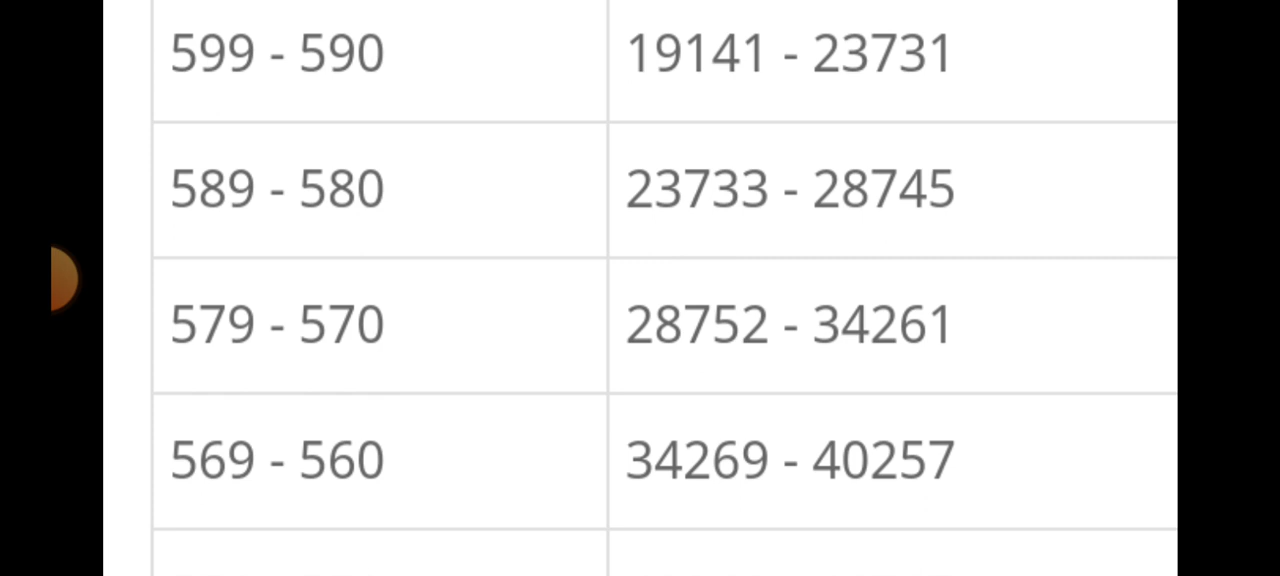 599 - 590 19141 - 23731
589 - 580 23733 - 28745
579 - 570 28752 - 34261
569 - 560 34269 - 40257